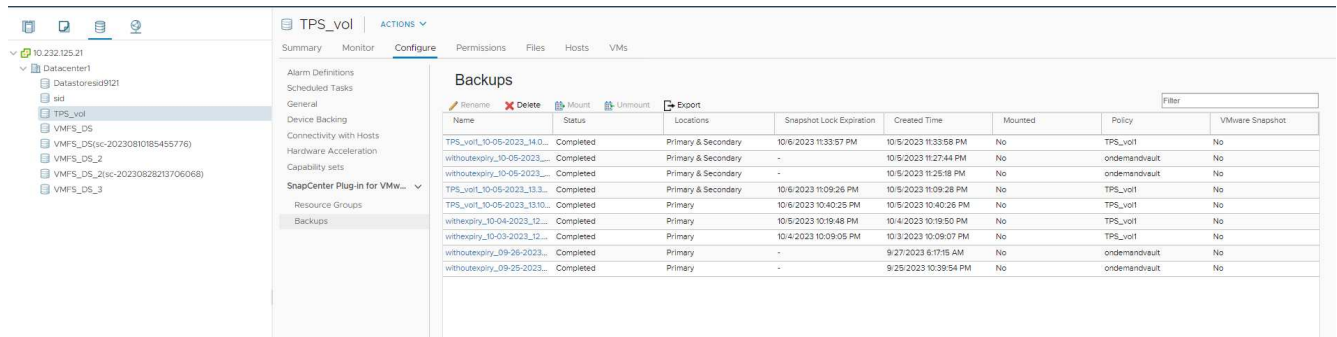 TPS_vol ACTIONS
Summary Monitor Configure Permissions Files Hosts VMs
10.232.125.21
Datacenter1
Datastoresid9121
sid
TPS_vol
VMFS_DS
VMFS_DS(sc-20230810185455776)
VMFS_DS_2
VMFS_DS_2(sc-20230828213706068)
VMFS_DS_3
Alarm Definitions
Scheduled Tasks
General
Device Backing
Connectivity with Hosts
Hardware Acceleration
Capability sets
SnapCenter Plug-in for VMw...
Resource Groups
Backups
Backups
Rename Delete Mount Unmount Export Filter
Name Status Locations Snapshot Lock Expiration Created Time Mounted Policy VMware Snapshot
TPS_vol1_10-05-2023_14.0... Completed Primary & Secondary 10/6/2023 11:33:57 PM 10/5/2023 11:33:58 PM No TPS_vol1 No
withoutexpiry_10-05-2023_... Completed Primary & Secondary - 10/5/2023 11:27:44 PM No ondemandvault No
withoutexpiry_10-05-2023_... Completed Primary & Secondary - 10/5/2023 11:25:18 PM No ondemandvault No
TPS_vol1_10-05-2023_13.3... Completed Primary & Secondary 10/6/2023 11:09:26 PM 10/5/2023 11:09:28 PM No TPS_vol1 No
TPS_vol1_10-05-2023_13.10... Completed Primary 10/6/2023 10:40:25 PM 10/5/2023 10:40:26 PM No TPS_vol1 No
withexpiry_10-04-2023_12.... Completed Primary 10/5/2023 10:19:48 PM 10/4/2023 10:19:50 PM No TPS_vol1 No
withexpiry_10-03-2023_12.... Completed Primary 10/4/2023 10:09:05 PM 10/3/2023 10:09:07 PM No TPS_vol1 No
withoutexpiry_09-26-2023... Completed Primary - 9/27/2023 6:17:15 AM No ondemandvault No
withoutexpiry_09-25-2023... Completed Primary - 9/25/2023 10:39:54 PM No ondemandvault No